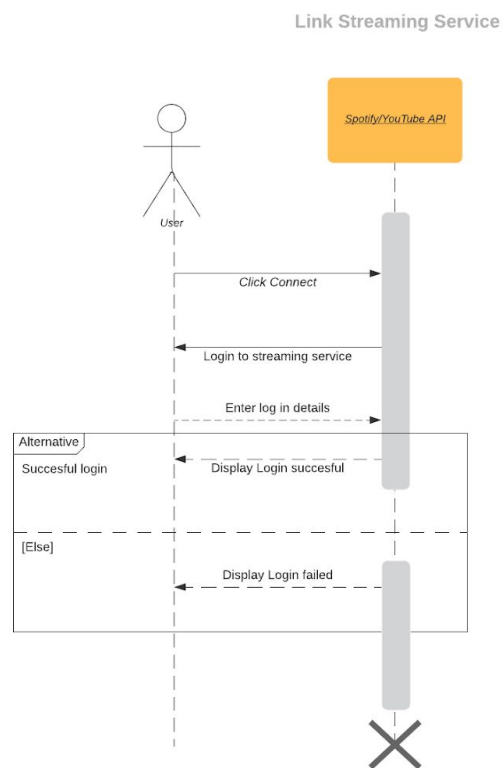 Link Streaming Service
Spotify/YouTube API
User
Click Connect
Login to streaming service
Enter log in details
Alternative
Succesful login
Display Login succesful
[Else]
Display Login failed